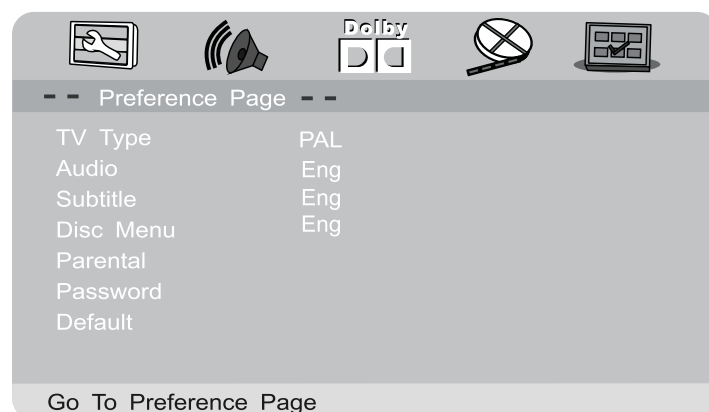 Dolby
- - Preference Page - -
TV Type PAL
Audio Eng
Subtitle Eng
Disc Menu Eng
Parental
Password
Default
Go To Preference Page